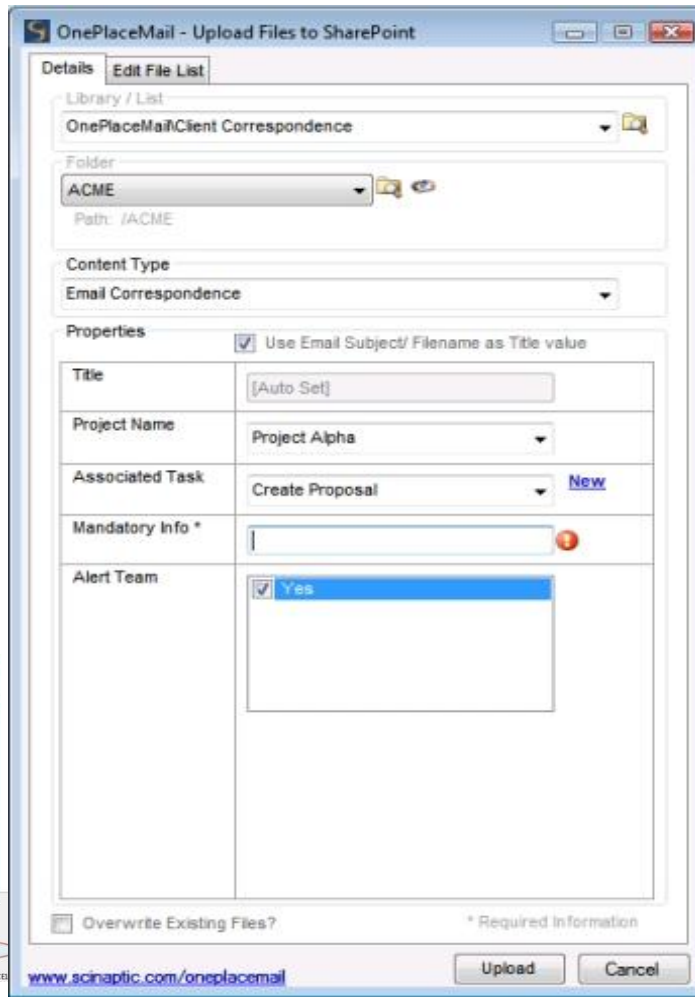 OnePlaceMail - Upload Files to SharePoint
Details Edit File List
Library / List
OnePlaceMail\Client Correspondence
Folder
ACME
Path: /ACME
Content Type
Email Correspondence
Properties
Use Email Subject/ Filename as Title value
Title [Auto Set]
Project Name Project Alpha
Associated Task Create Proposal New
Mandatory Info *
Alert Team Yes
Overwrite Existing Files? * Required Information
www.scinaptic.com/oneplacemail Upload Cancel